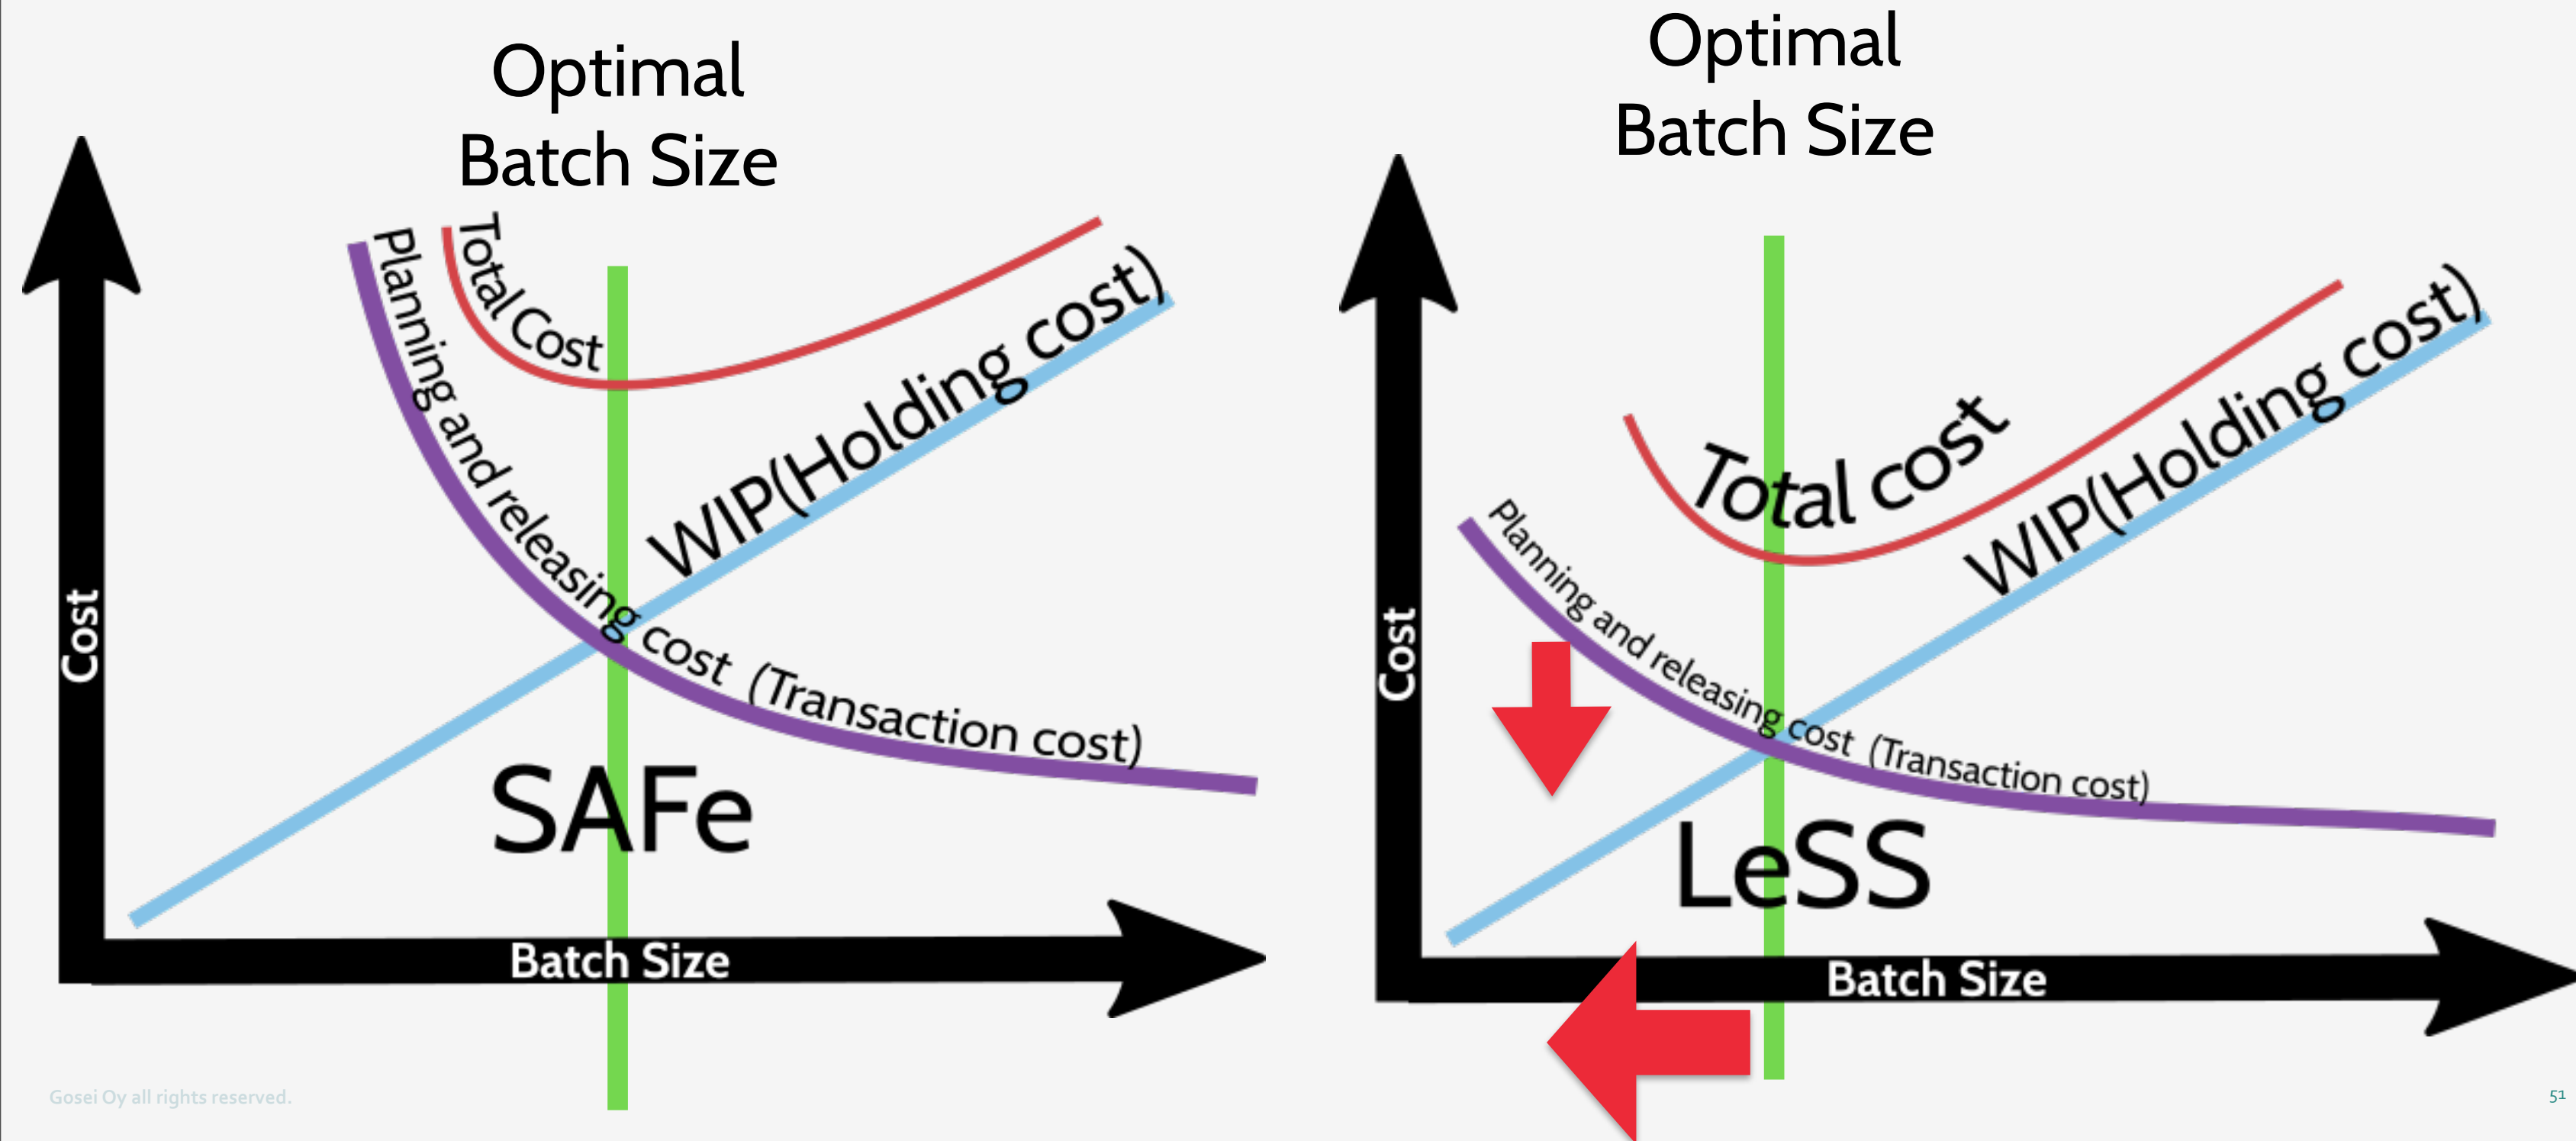 Optimal
Batch Size
Total Cost
Planning and releasing cost (Transaction cost)
WIP(Holding cost)
Cost
SAFe
Batch Size
Optimal
Batch Size
Total cost
WIP(Holding cost)
Planning and releasing cost (Transaction cost)
Cost
LeSS
Batch Size
Gosei Oy all rights reserved.
51